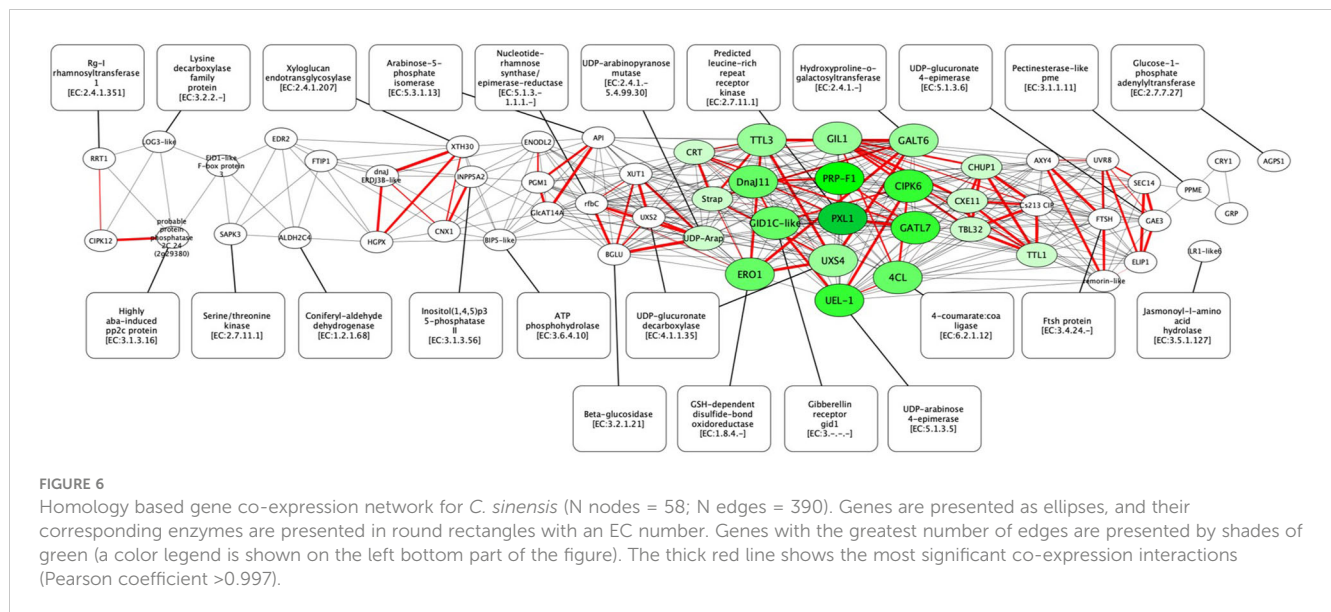 Rg-I
rhamnosyltransferase
1
[EC:2.4.1.351]
Lysine
decarboxylase
family
protein
[EC:3.2.2.-]
Xyloglucan
endotransglycosylase
[EC:2.4.1.207]
Arabinose-5-
phosphate
isomerase
[EC:5.3.1.13]
Nucleotide-
rhamnose
synthase/
epimerase-reductase
[EC:5.1.3.-
1.1.1.-]
UDP-arabinopyranose
mutase
[EC:2.4.1.-
5.4.99.30]
Predicted
leucine-rich
repeat
receptor
kinase
[EC:2.7.11.1]
Hydroxyproline-o-
galactosyltransferase
[EC:2.4.1.-]
UDP-glucuronate
4-epimerase
[EC:5.1.3.6]
Pectinesterase-like
pme
[EC:3.1.1.11]
Glucose-1-
phosphate
adenylyltransferase
[EC:2.7.7.27]
RRT1
LOG3-like
EID1-like
F-box protein
3
EDR2
FTIP1
dnaJ
ERDJ3B-like
XTH30
INPP5A2
ENODL2
PGM1
GlcAT14A
API
rfbC
XUT1
UXS2
CRT
Strap
UDP-Arap
TTL3
DnaJ11
GID1C-like
GIL1
PRP-F1
PXL1
GALT6
CIPK6
GATL7
CHUP1
CXE11
TBL32
AXY4
Cs213 CIP
UVR8
SEC14
FTSH
GAE3
PPME
CRY1
GRP
AGPS1
CIPK12
probable
protein
phosphatase
2C 24
(2g29380)
SAPK3
ALDH2C4
HGPX
CNX1
BIP5-like
BGLU
ERO1
UXS4
UEL-1
4CL
TTL1
remorin-like
ELIP1
ILR1-like6
Highly
aba-induced
pp2c protein
[EC:3.1.3.16]
Serine/threonine
kinase
[EC:2.7.11.1]
Coniferyl-aldehyde
dehydrogenase
[EC:1.2.1.68]
Inositol(1,4,5)p3
5-phosphatase
II
[EC:3.1.3.56]
ATP
phosphohydrolase
[EC:3.6.4.10]
UDP-glucuronate
decarboxylase
[EC:4.1.1.35]
4-coumarate:coa
ligase
[EC:6.2.1.12]
Ftsh protein
[EC:3.4.24.-]
Jasmonoyl-l-amino
acid
hydrolase
[EC:3.5.1.127]
Beta-glucosidase
[EC:3.2.1.21]
GSH-dependent
disulfide-bond
oxidoreductase
[EC:1.8.4.-]
Gibberellin
receptor
gid1
[EC:3.-.-.-]
UDP-arabinose
4-epimerase
[EC:5.1.3.5]
FIGURE 6
Homology based gene co-expression network for C. sinensis (N nodes = 58; N edges = 390). Genes are presented as ellipses, and their
corresponding enzymes are presented in round rectangles with an EC number. Genes with the greatest number of edges are presented by shades of
green (a color legend is shown on the left bottom part of the figure). The thick red line shows the most significant co-expression interactions
(Pearson coefficient >0.997).